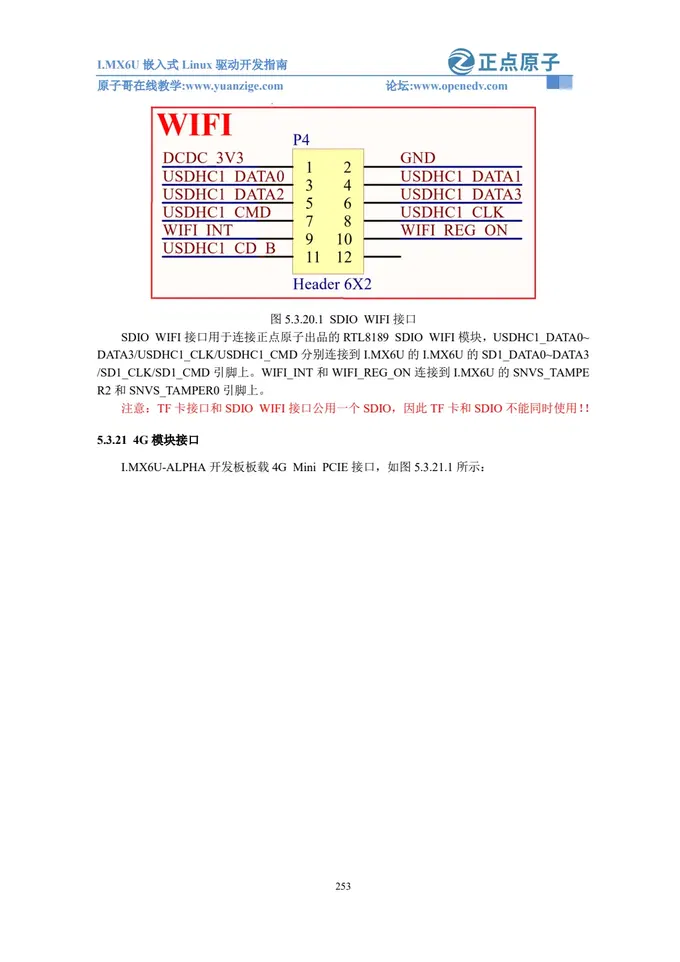 I.MX6U 嵌入式 Linux 驱动开发指南
正点原子
原子哥在线教学:www.yuanzige.com 论坛:www.openedv.com
WIFI
P4
DCDC_3V3 1 2 GND
USDHC1_DATA0 3 4 USDHC1_DATA1
USDHC1_DATA2 5 6 USDHC1_DATA3
USDHC1_CMD 7 8 USDHC1_CLK
WIFI_INT 9 10 WIFI_REG_ON
USDHC1_CD_B 11 12
Header 6X2
图 5.3.20.1 SDIO WIFI 接口
SDIO WIFI 接口用于连接正点原子出品的 RTL8189 SDIO WIFI 模块，USDHC1_DATA0~
DATA3/USDHC1_CLK/USDHC1_CMD 分别连接到 I.MX6U 的 I.MX6U 的 SD1_DATA0~DATA3
/SD1_CLK/SD1_CMD 引脚上。WIFI_INT 和 WIFI_REG_ON 连接到 I.MX6U 的 SNVS_TAMPE
R2 和 SNVS_TAMPER0 引脚上。
注意：TF 卡接口和 SDIO WIFI 接口公用一个 SDIO，因此 TF 卡和 SDIO 不能同时使用！！
5.3.21 4G 模块接口
I.MX6U-ALPHA 开发板板载 4G Mini PCIE 接口，如图 5.3.21.1 所示：
253